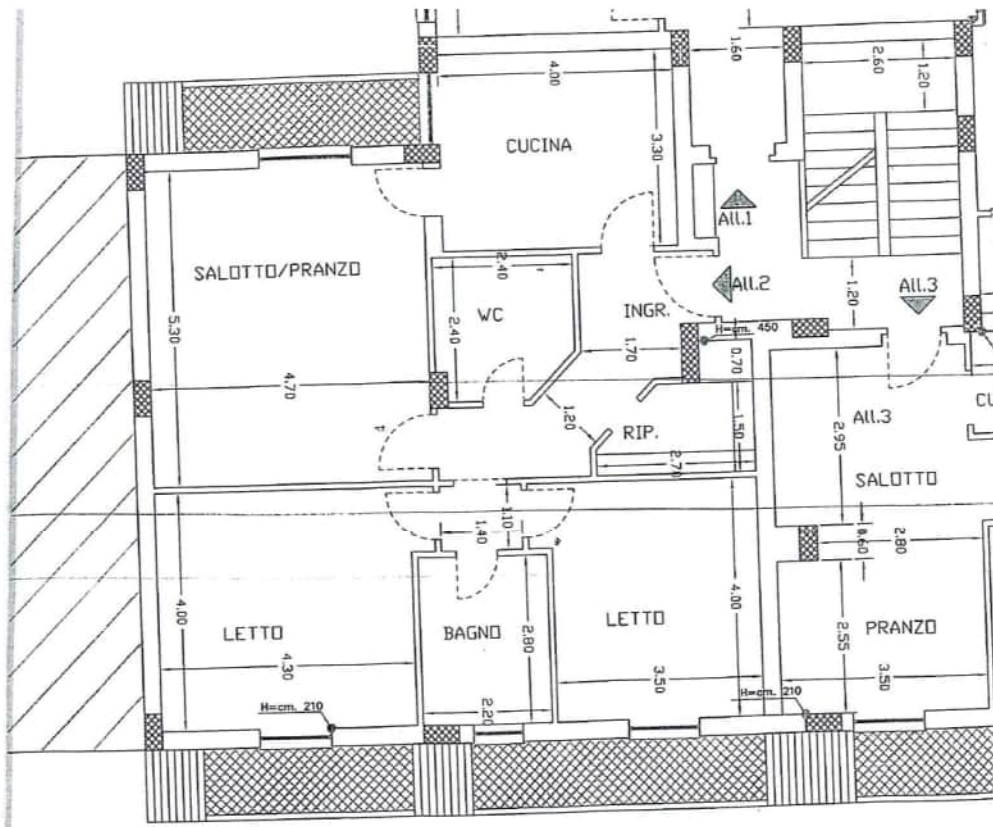 1.60
2.60
1.20
4.00
CUCINA
3.30
All.1
SALOTTO/PRANZO
2.40
WC
2.40
INGR.
All.2
All.3
1.20
5.30
4.70
1.70
H=cm. 450
0.70
2.95
All.3
CU
1.20
RIP.
1.50
2.70
SALOTTO
1.40
1.10
0.60
2.80
4.00
LETTO
4.30
BAGNO
2.80
LETTO
4.00
PRANZO
2.55
3.50
3.50
H=cm. 210
2.20
H=cm. 210